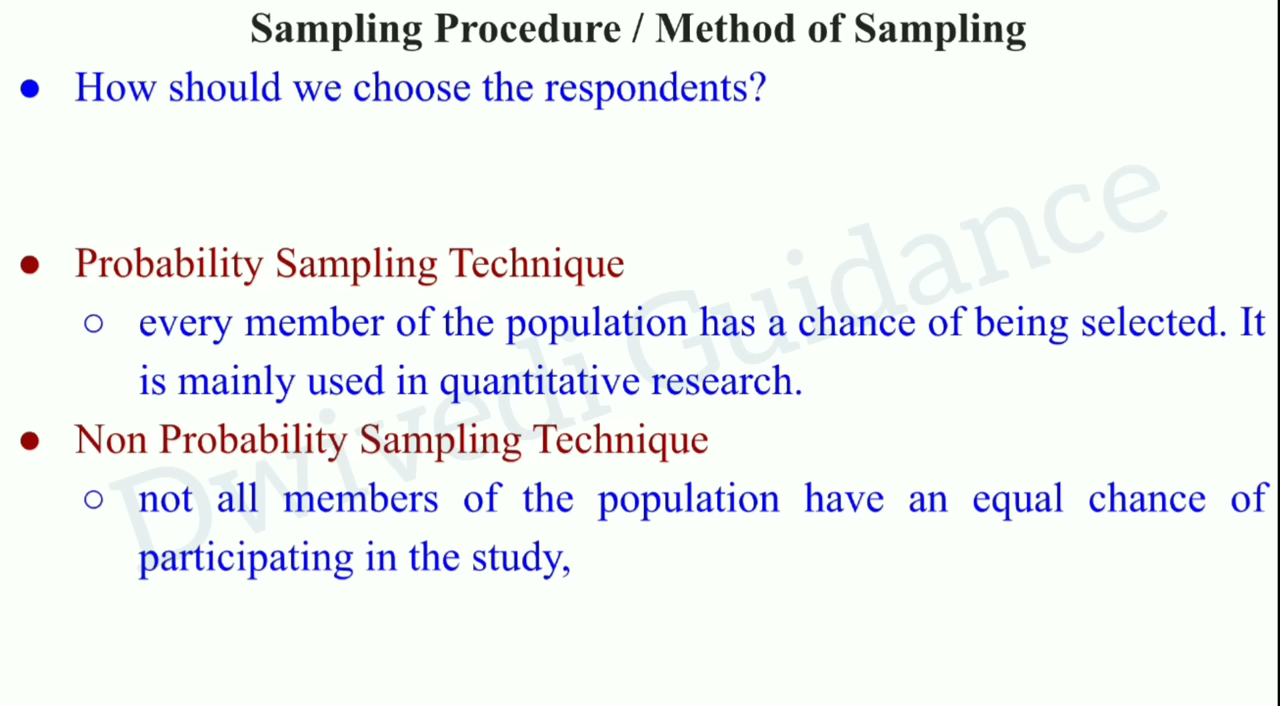 Sampling Procedure / Method of Sampling
● How should we choose the respondents?
● Probability Sampling Technique
○ every member of the population has a chance of being selected. It
is mainly used in quantitative research.
● Non Probability Sampling Technique
○ not all members of the population have an equal chance of
participating in the study,
Dwivedi Guidance